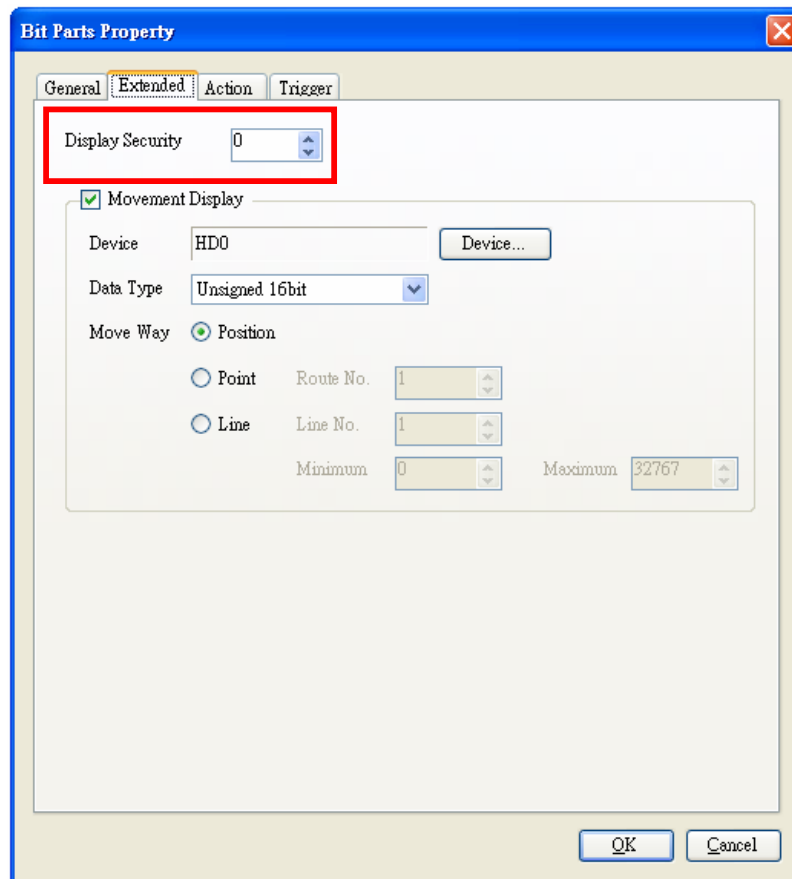 Bit Parts Property
General Extended Action Trigger
Display Security 0
Movement Display
Device HD0 Device...
Data Type Unsigned 16bit
Move Way Position
Point Route No. 1
Line Line No. 1
Minimum 0 Maximum 32767
OK Cancel